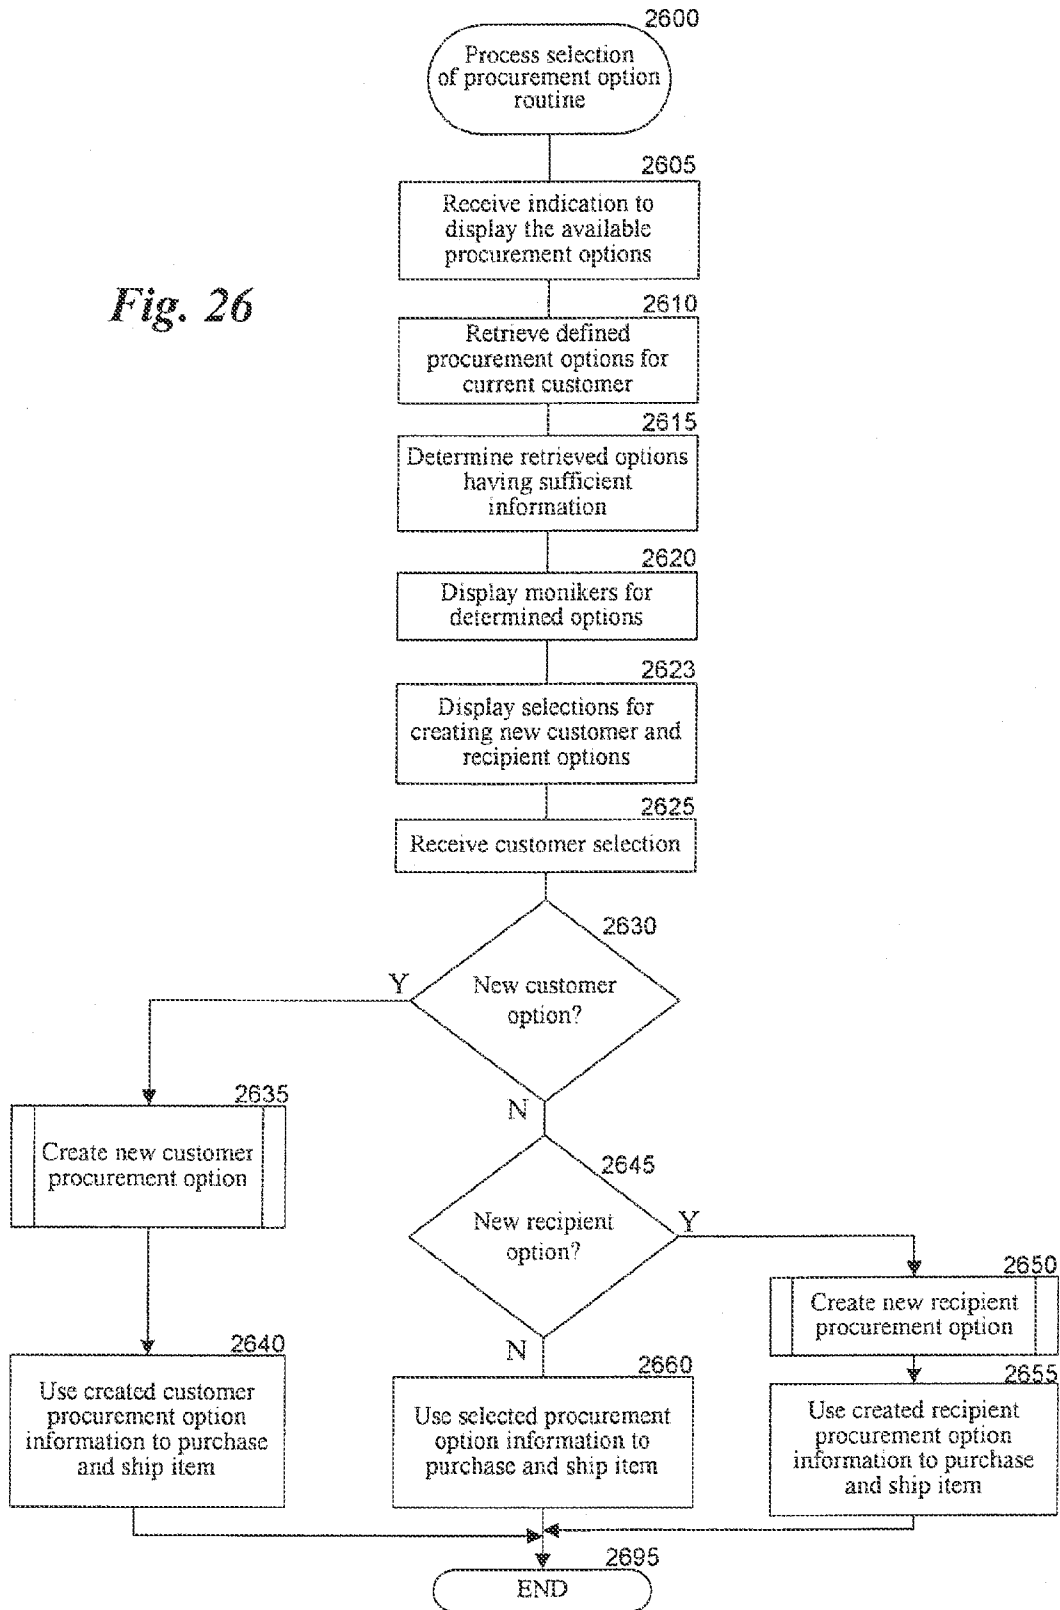 2600
Process selection
of procurement option
routine
2605
Receive indication to
display the available
procurement options
Fig. 26
2610
Retrieve defined
procurement options for
current customer
2615
Determine retrieved options
having sufficient
information
2620
Display monikers for
determined options
2623
Display selections for
creating new customer and
recipient options
2625
Receive customer selection
2630
New customer
option?
Y
N
2635
Create new customer
procurement option
2645
New recipient
option?
Y
N
2650
Create new recipient
procurement option
2640
Use created customer
procurement option
information to purchase
and ship item
2660
Use selected procurement
option information to
purchase and ship item
2655
Use created recipient
procurement option
information to purchase
and ship item
2695
END